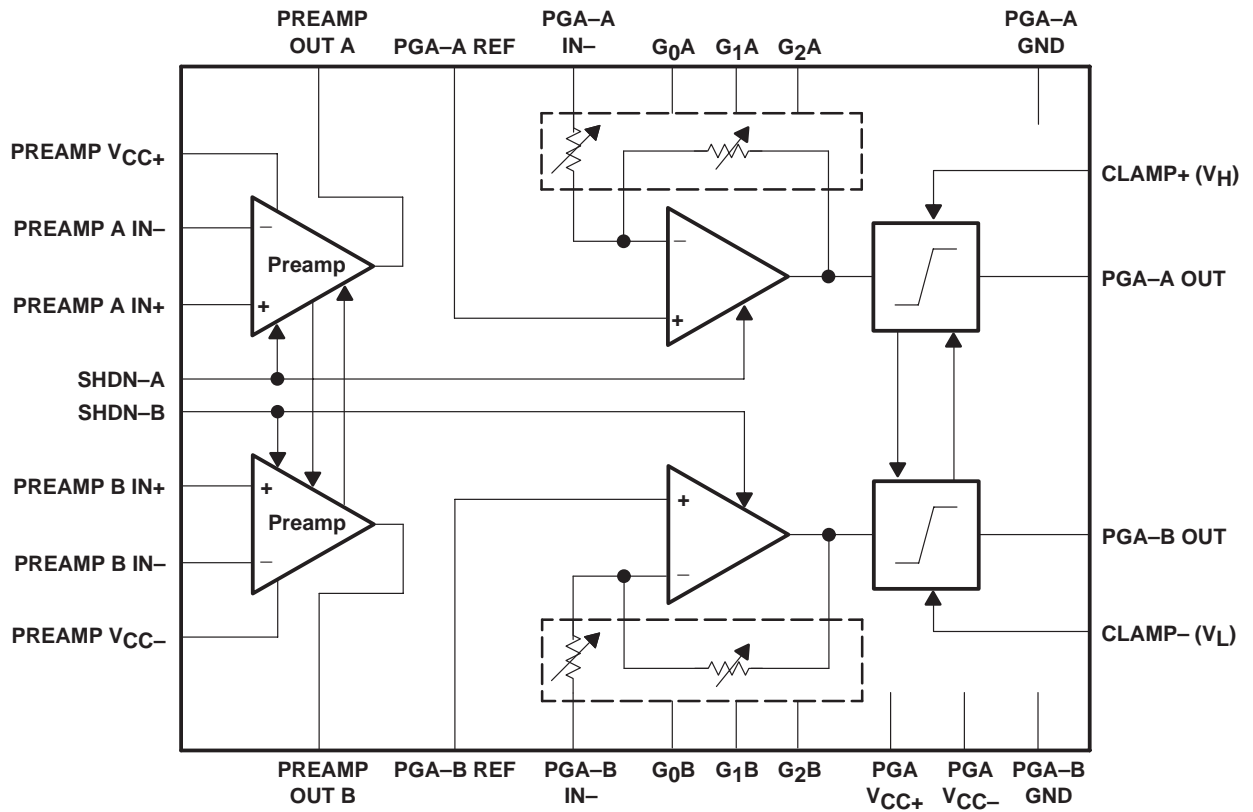 PREAMP
OUT A
PGA–A REF
PGA–A
IN–
G0A
G1A
G2A
PGA–A
GND
PREAMP VCC+
PREAMP A IN–
PREAMP A IN+
SHDN–A
SHDN–B
PREAMP B IN+
PREAMP B IN–
PREAMP VCC–
–
Preamp
+
+
Preamp
–
–
+
+
–
CLAMP+ (VH)
PGA–A OUT
PGA–B OUT
CLAMP– (VL)
PREAMP
OUT B
PGA–B REF
PGA–B
IN–
G0B
G1B
G2B
PGA
VCC+
PGA
VCC–
PGA–B
GND